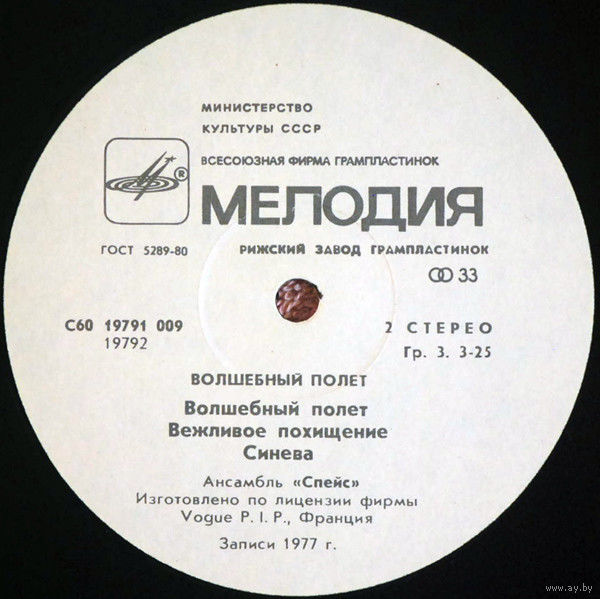 МИНИСТЕРСТВО
КУЛЬТУРЫ СССР
ВСЕСОЮЗНАЯ ФИРМА ГРАМПЛАСТИНОК
®
МЕЛОДИЯ
ГОСТ 5289-80
РИЖСКИЙ ЗАВОД ГРАМПЛАСТИНОК
33
С60 19791 009
19792
2 СТЕРЕО
Гр. 3. 3-25
ВОЛШЕБНЫЙ ПОЛЕТ
Волшебный полет
Вежливое похищение
Синева
Ансамбль «Спейс»
Изготовлено по лицензии фирмы
Vogue P. I. P., Франция
Записи 1977 г.
www.ay.by